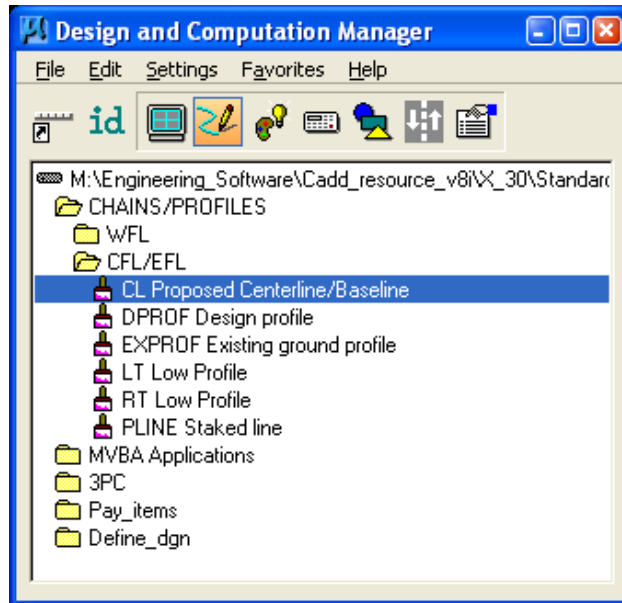 Design and Computation Manager
File Edit Settings Favorites Help
id
M:\Engineering_Software\Cadd_resource_v8i\X_30\Standard
CHAINS/PROFILES
WFL
CFL/EFL
CL Proposed Centerline/Baseline
DPROF Design profile
EXPROF Existing ground profile
LT Low Profile
RT Low Profile
PLINE Staked line
MVBA Applications
3PC
Pay_items
Define_dgn